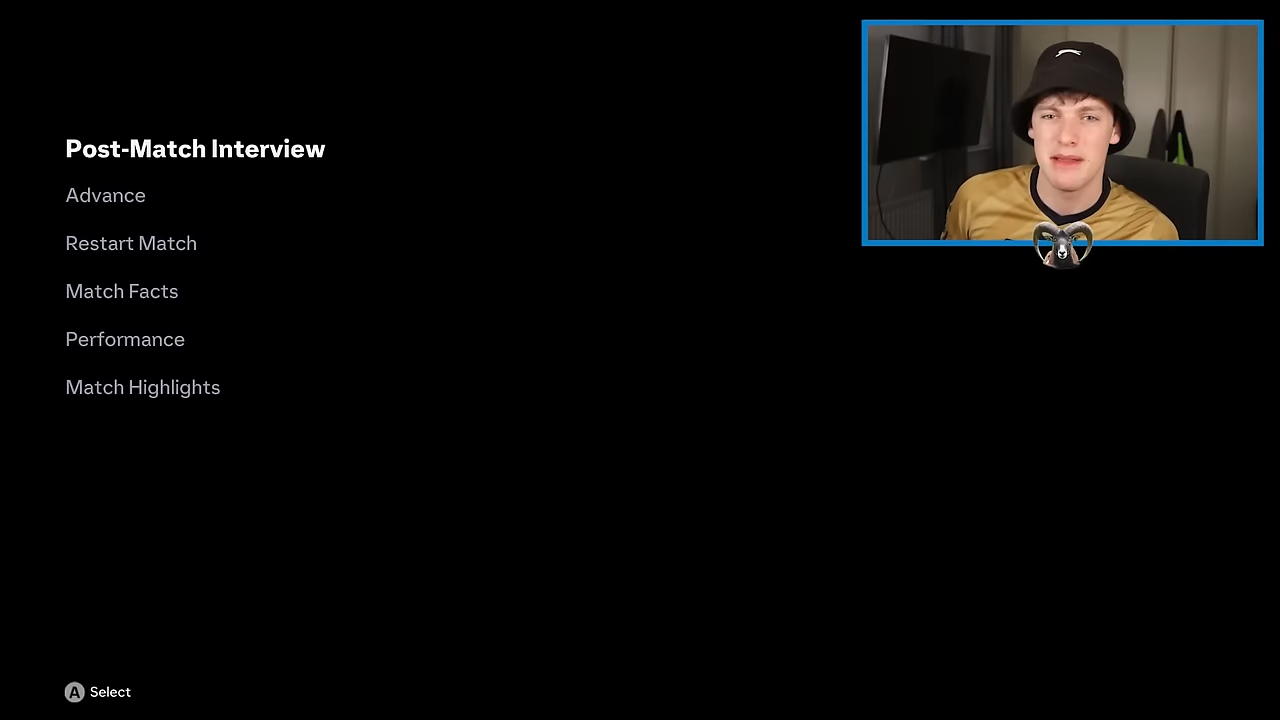 Post-Match Interview
Advance
Restart Match
Match Facts
Performance
Match Highlights
A Select